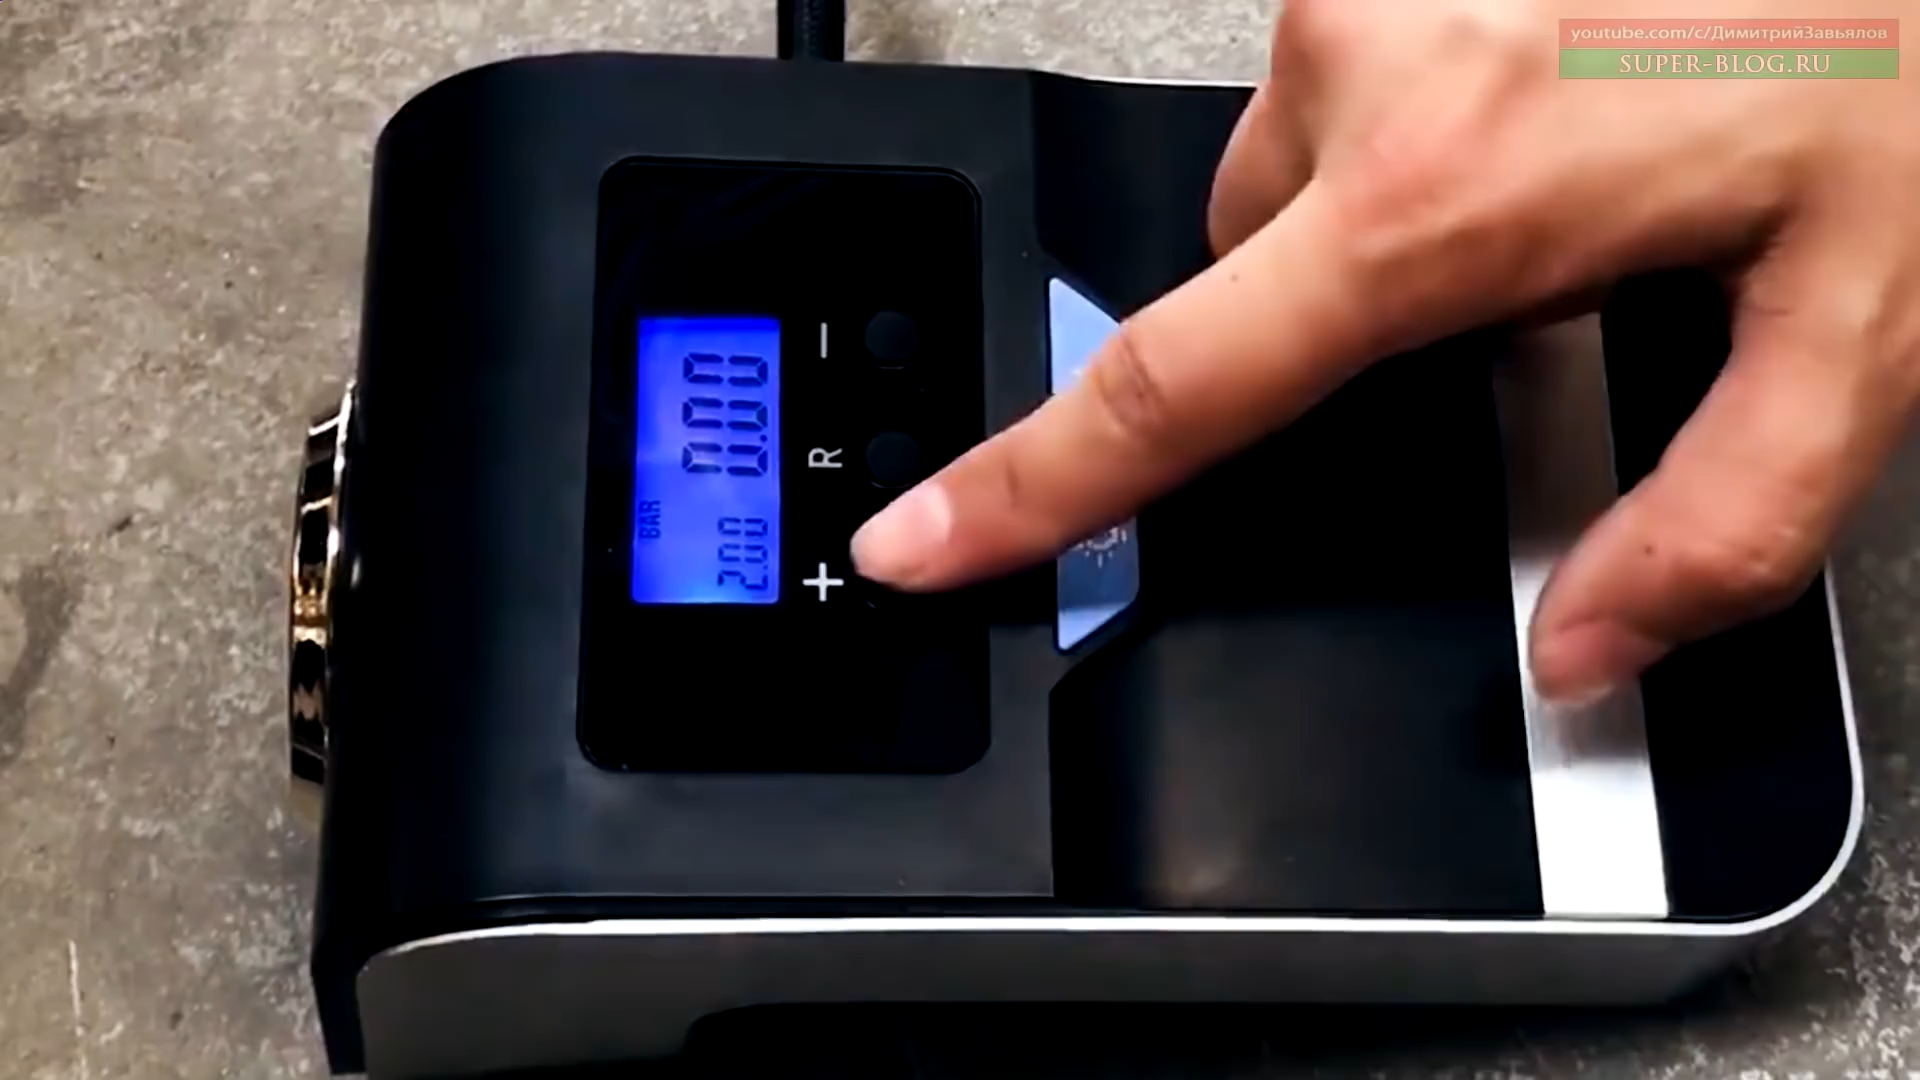 youtube.com/c/ДимитрийЗавьялов
SUPER-BLOG.RU
BAR
2.00 0.00
+ R −